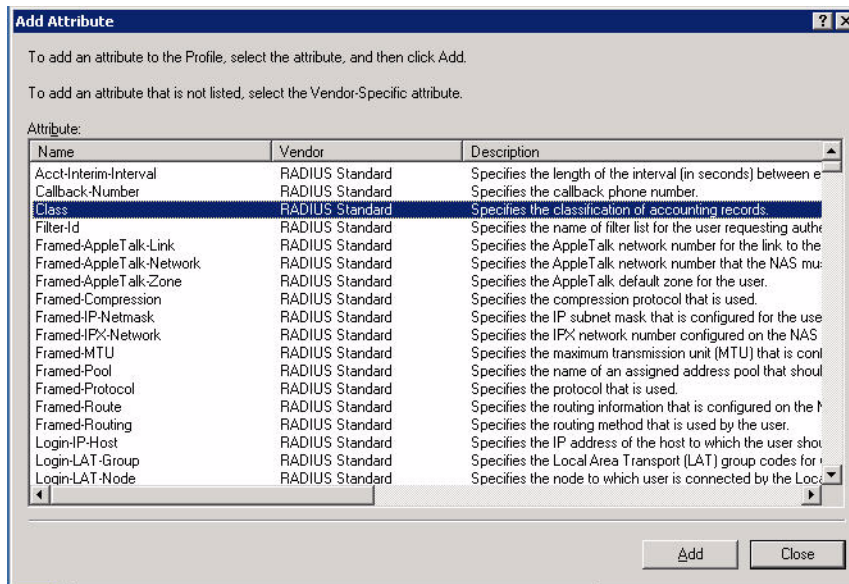 Add Attribute
To add an attribute to the Profile, select the attribute, and then click Add.
To add an attribute that is not listed, select the Vendor-Specific attribute.
Attribute:
Name Vendor Description
Acct-Interim-Interval RADIUS Standard Specifies the length of the interval (in seconds) between e
Callback-Number RADIUS Standard Specifies the callback phone number.
Class RADIUS Standard Specifies the classification of accounting records.
Filter-Id RADIUS Standard Specifies the name of filter list for the user requesting authe
Framed-AppleTalk-Link RADIUS Standard Specifies the AppleTalk network number for the link to the
Framed-AppleTalk-Network RADIUS Standard Specifies the AppleTalk network number that the NAS mu
Framed-AppleTalk-Zone RADIUS Standard Specifies the AppleTalk default zone for the user.
Framed-Compression RADIUS Standard Specifies the compression protocol that is used.
Framed-IP-Netmask RADIUS Standard Specifies the IP subnet mask that is configured for the use
Framed-IPX-Network RADIUS Standard Specifies the IPX network number configured on the NAS
Framed-MTU RADIUS Standard Specifies the maximum transmission unit (MTU) that is con
Framed-Pool RADIUS Standard Specifies the name of an assigned address pool that shoul
Framed-Protocol RADIUS Standard Specifies the protocol that is used.
Framed-Route RADIUS Standard Specifies the routing information that is configured on the
Framed-Routing RADIUS Standard Specifies the routing method that is used by the user.
Login-IP-Host RADIUS Standard Specifies the IP address of the host to which the user shou
Login-LAT-Group RADIUS Standard Specifies the Local Area Transport (LAT) group codes for
Login-LAT-Node RADIUS Standard Specifies the node to which user is connected by the Loca
Add Close